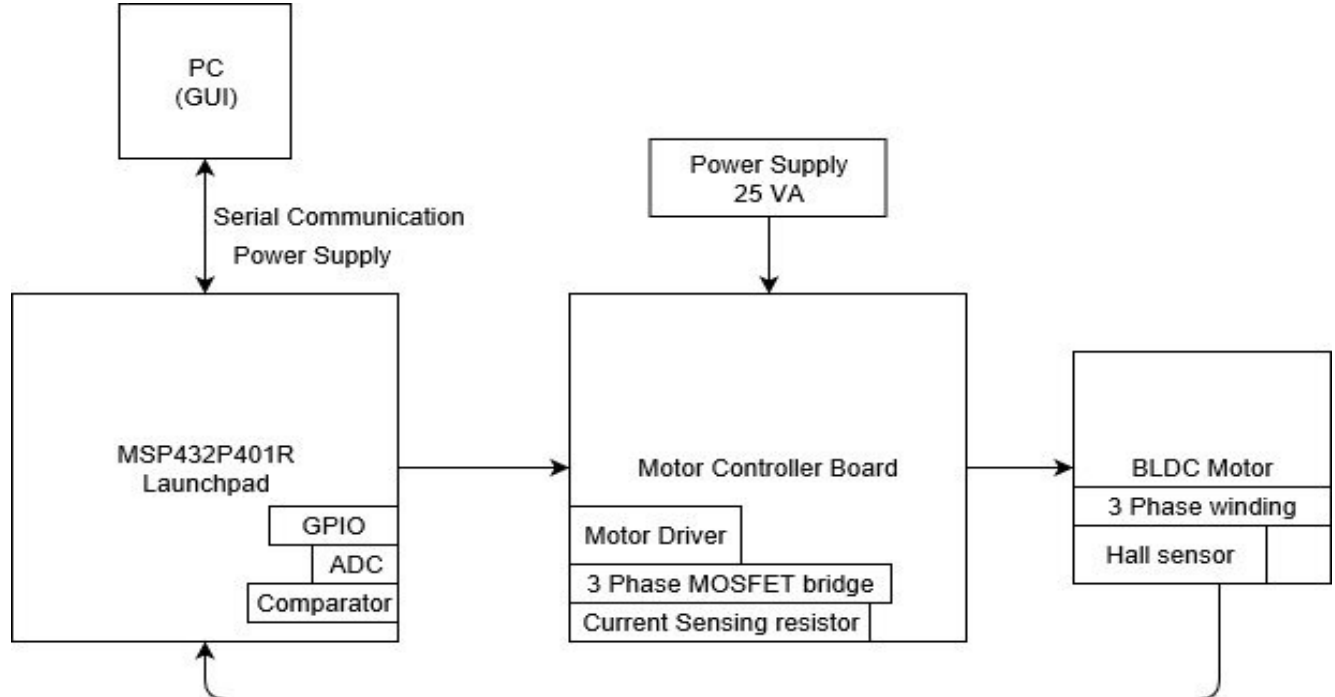 PC
(GUI)
Serial Communication
Power Supply
Power Supply
25 VA
MSP432P401R
Launchpad
GPIO
ADC
Comparator
Motor Controller Board
Motor Driver
3 Phase MOSFET bridge
Current Sensing resistor
BLDC Motor
3 Phase winding
Hall sensor